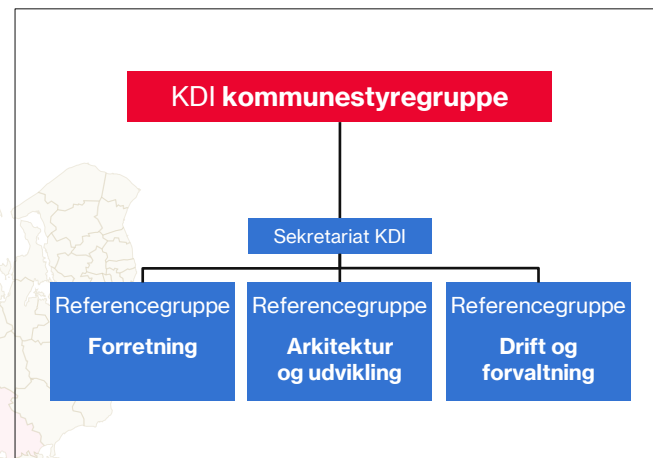 KDI kommunestyregruppe
Sekretariat KDI
Referencegruppe
Forretning
Referencegruppe
Arkitektur
og udvikling
Referencegruppe
Drift og
forvaltning